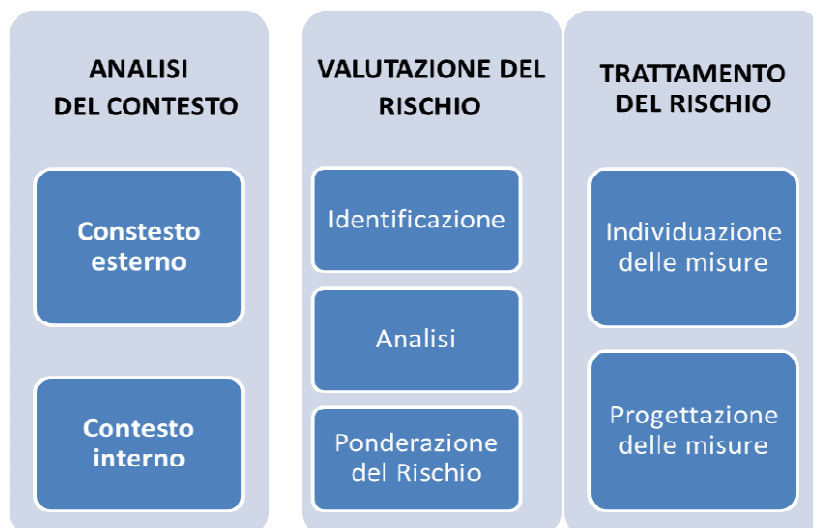 ANALISI
DEL CONTESTO
Constesto
esterno
Contesto
interno
VALUTAZIONE DEL
RISCHIO
Identificazione
Analisi
Ponderazione
del Rischio
TRATTAMENTO
DEL RISCHIO
Individuazione
delle misure
Progettazione
delle misure